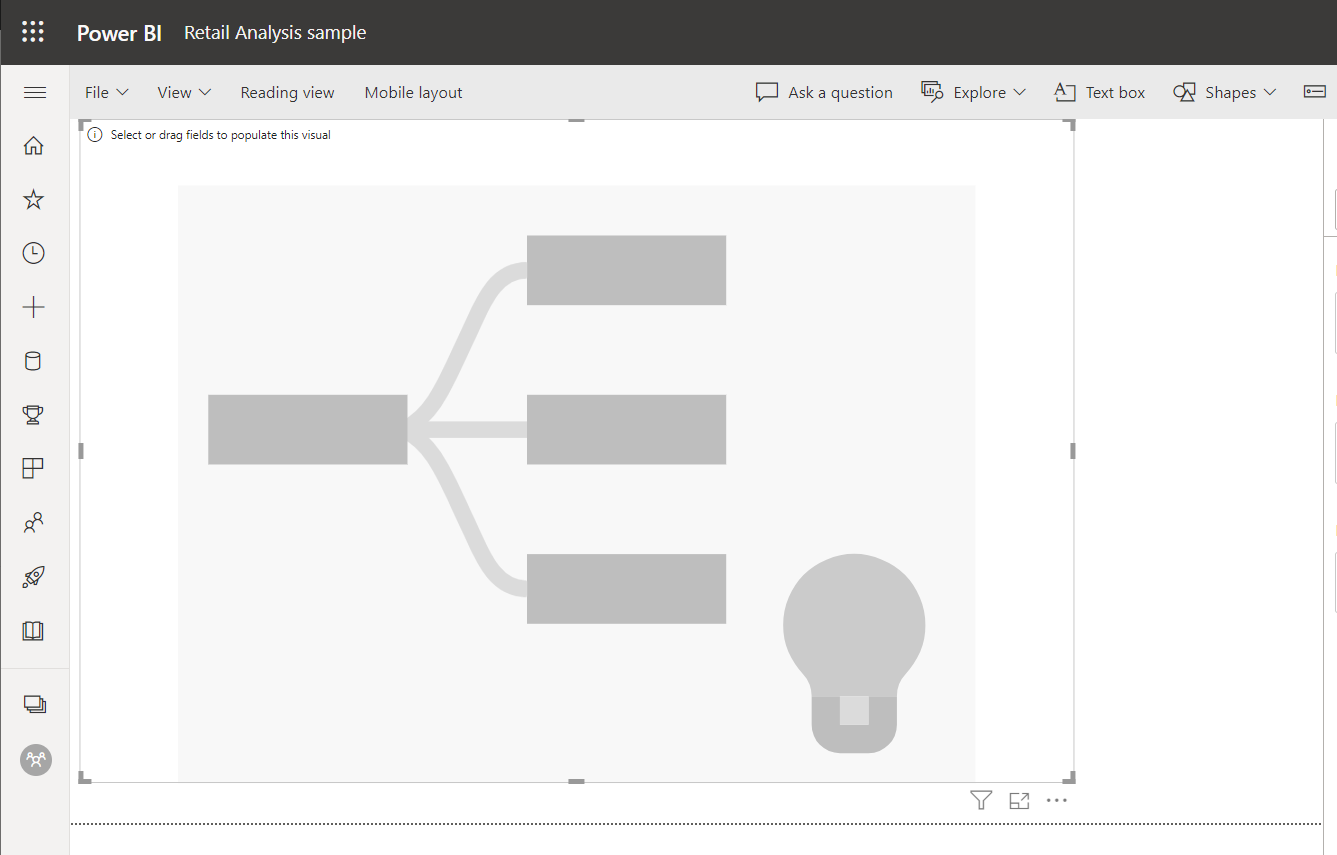 Power BI Retail Analysis sample
File View Reading view Mobile layout Ask a question Explore Text box Shapes
Select or drag fields to populate this visual